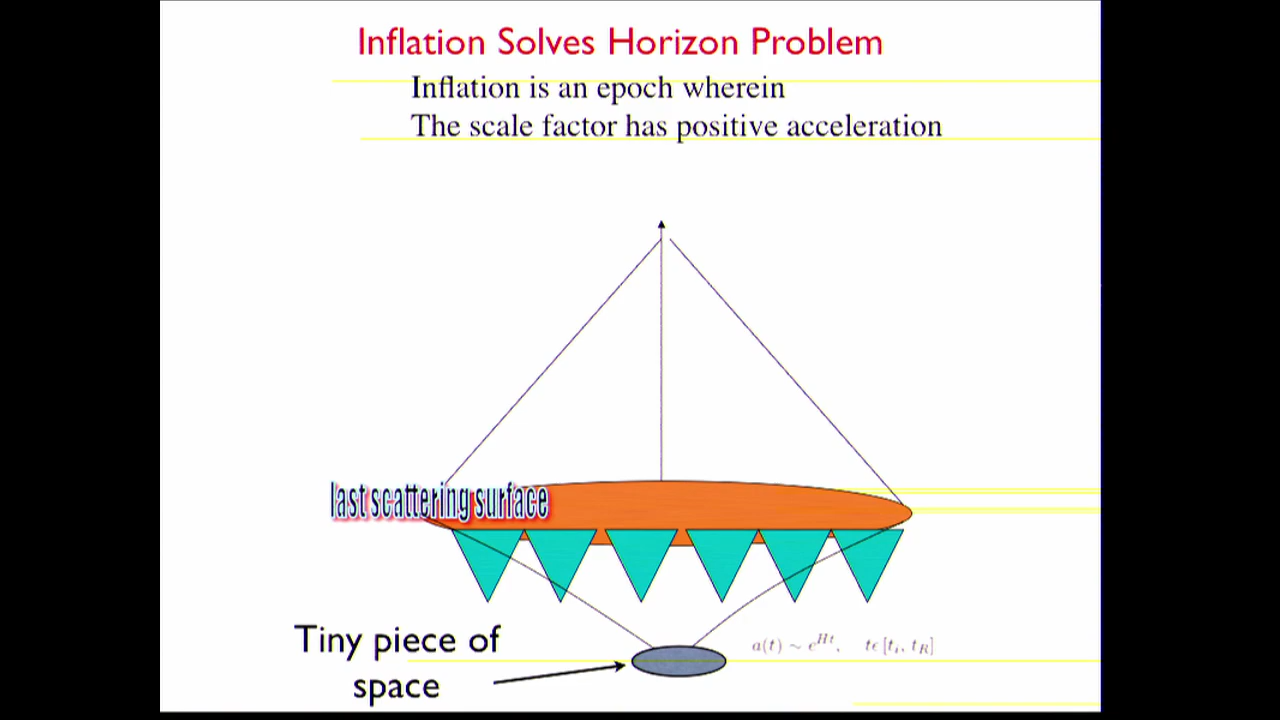 Inflation Solves Horizon Problem
Inflation is an epoch wherein
The scale factor has positive acceleration
last scattering surface
Tiny piece of
space
a(t) ~ e^{Ht}, tϵ[t_i, t_R]